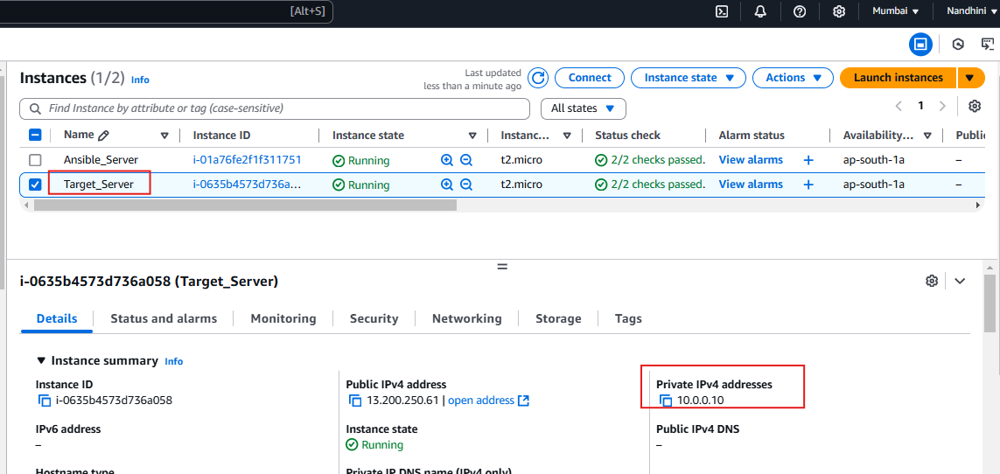 [Alt+S] Mumbai Nandhini
Instances (1/2) Info Last updated less than a minute ago Connect Instance state Actions Launch instances
Find Instance by attribute or tag (case-sensitive) All states 1
Name Instance ID Instance state Instanc... Status check Alarm status Availability... Public
Ansible_Server i-01a76fe2f1f311751 Running t2.micro 2/2 checks passed. View alarms + ap-south-1a –
Target_Server i-0635b4573d736a... Running t2.micro 2/2 checks passed. View alarms + ap-south-1a –
i-0635b4573d736a058 (Target_Server)
Details Status and alarms Monitoring Security Networking Storage Tags
Instance summary Info
Instance ID Public IPv4 address Private IPv4 addresses
i-0635b4573d736a058 13.200.250.61 | open address 10.0.0.10
IPv6 address Instance state Public IPv4 DNS
– Running –
Hostname type Private IP DNS name (IPv4 only)